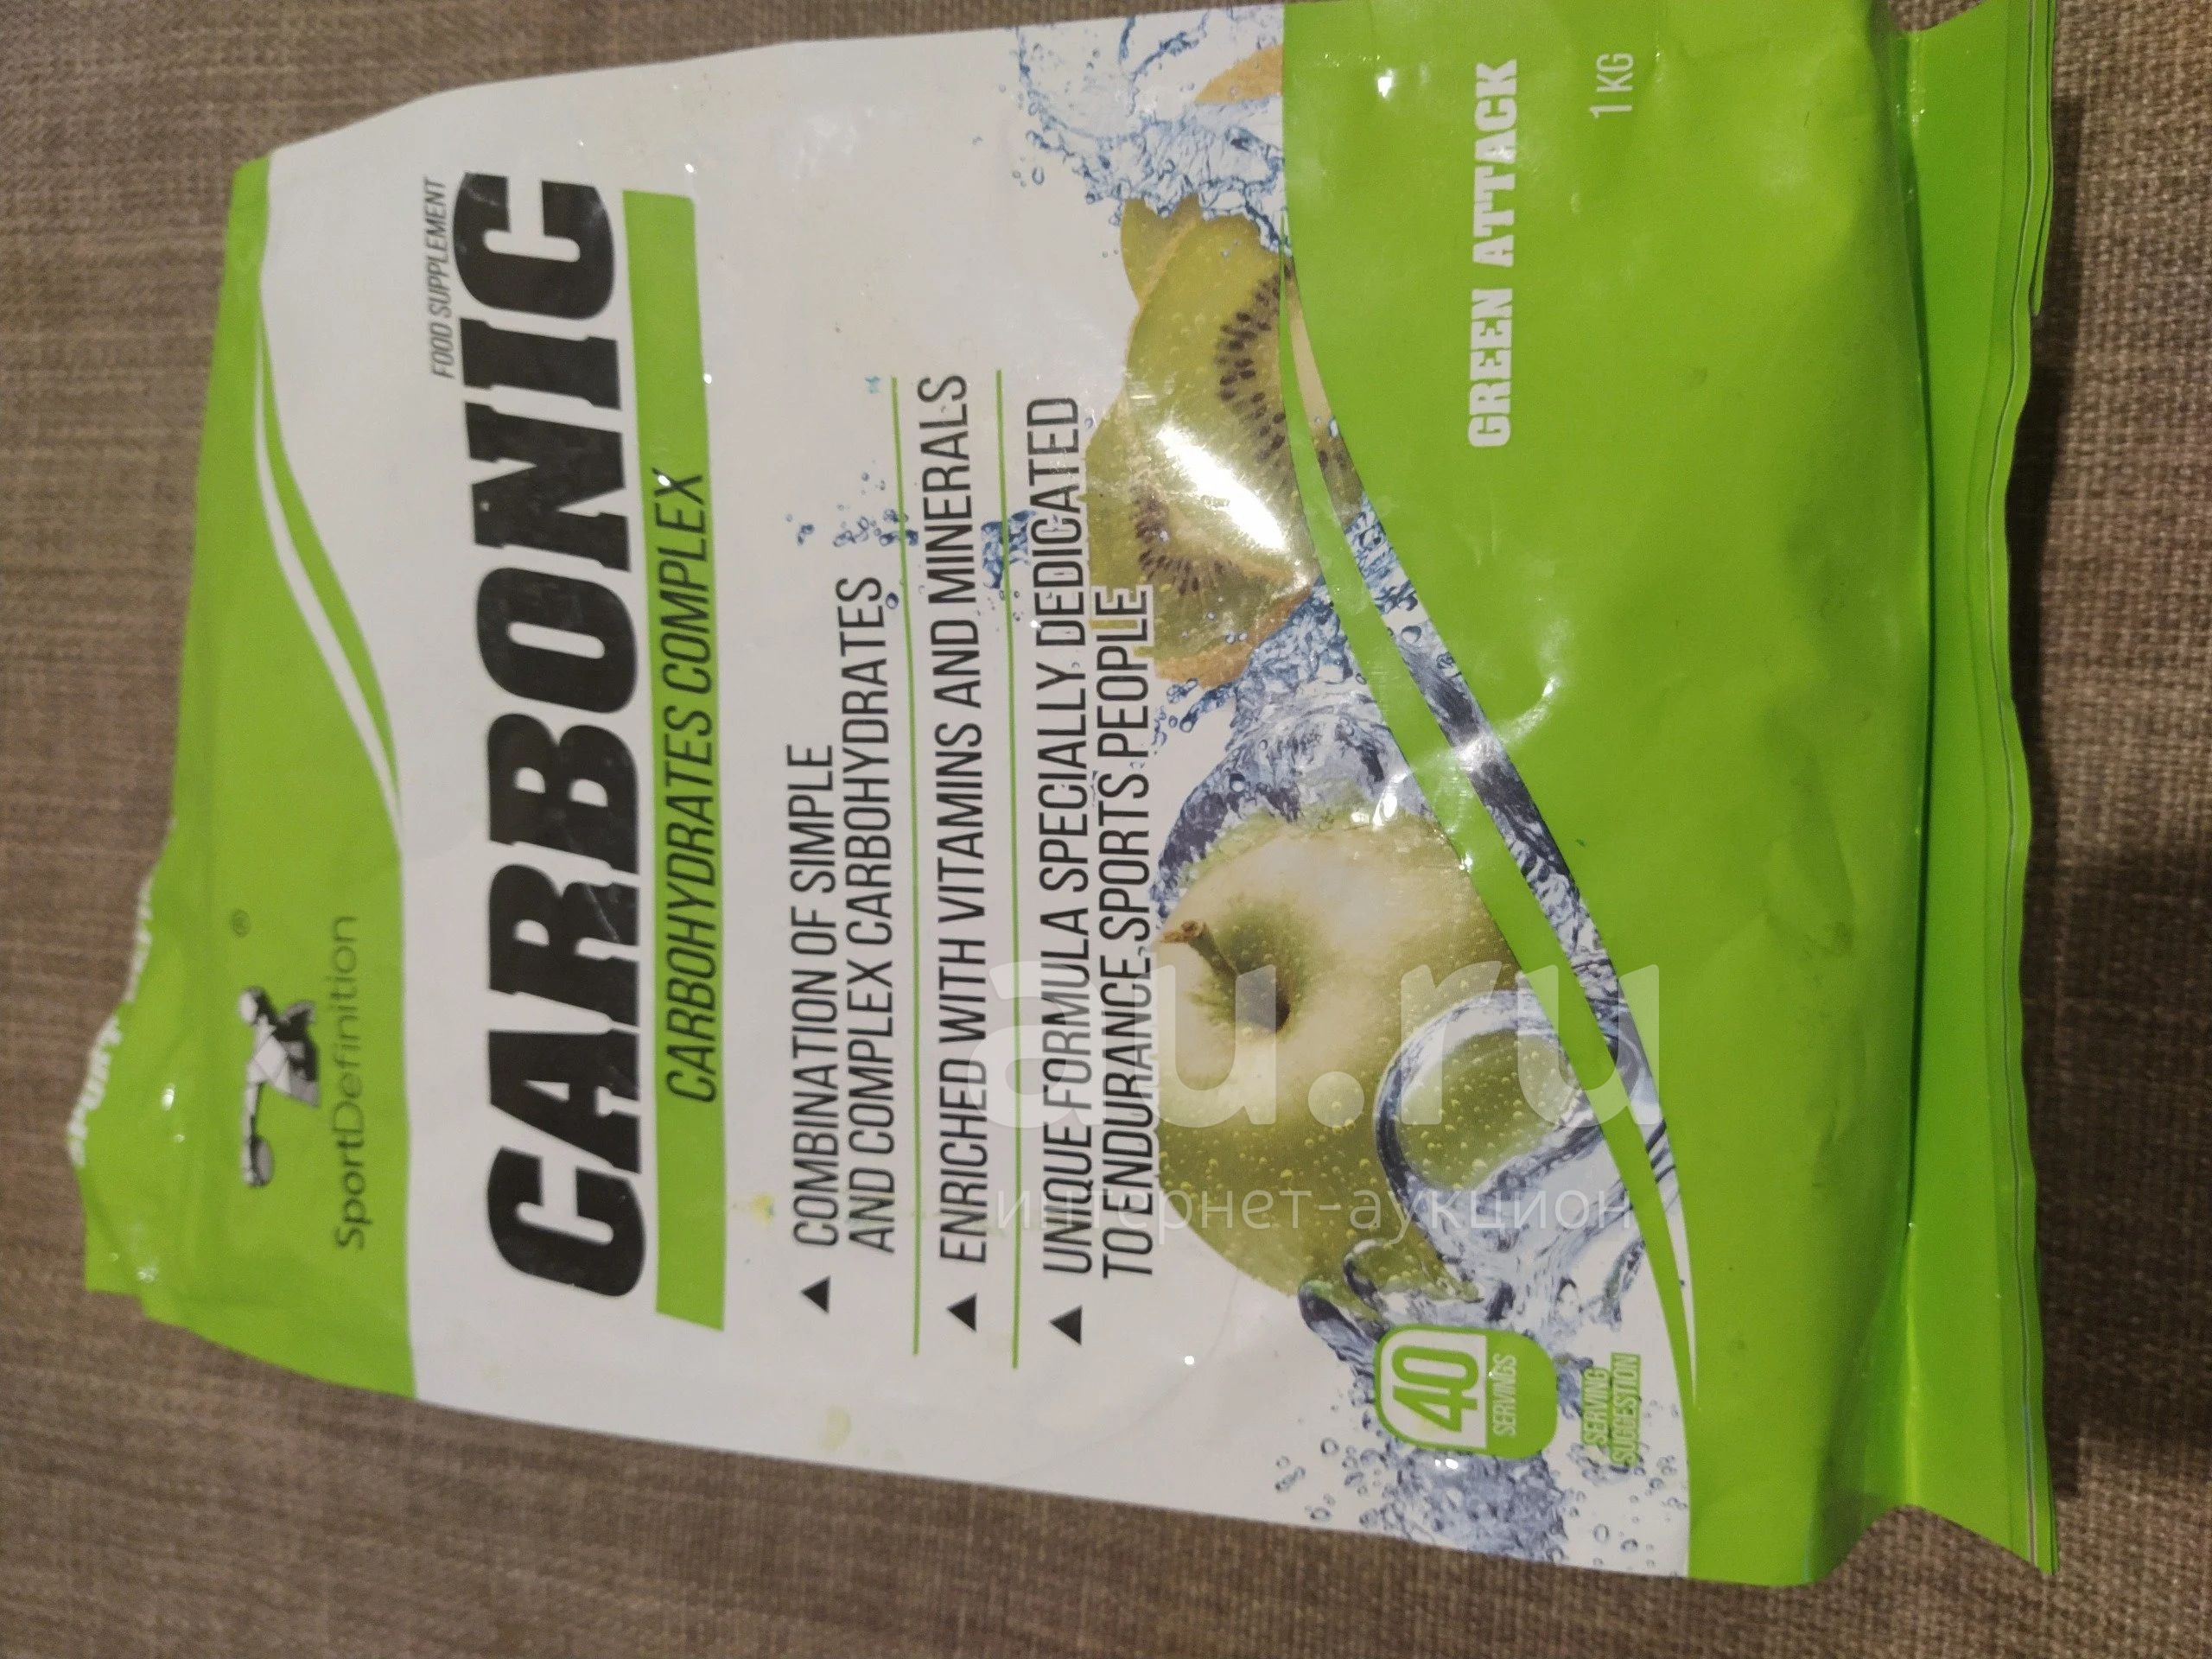 SportDefinition
®
FOOD SUPPLEMENT
CARBONIC
CARBOHYDRATES COMPLEX
COMBINATION OF SIMPLE
AND COMPLEX CARBOHYDRATES
ENRICHED WITH VITAMINS AND MINERALS
UNIQUE FORMULA SPECIALLY DEDICATED
TO ENDURANCE SPORTS PEOPLE
40
SERVINGS
SERVING
SUGGESTION
GREEN ATTACK
1 KG
au.ru
интернет-аукцион